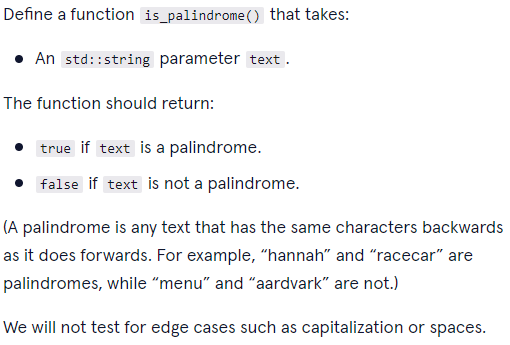 Define a function is_palindrome() that takes:
● An std::string parameter text.
The function should return:
● true if text is a palindrome.
● false if text is not a palindrome.
(A palindrome is any text that has the same characters backwards
as it does forwards. For example, “hannah” and “racecar” are
palindromes, while “menu” and “aardvark” are not.)
We will not test for edge cases such as capitalization or spaces.